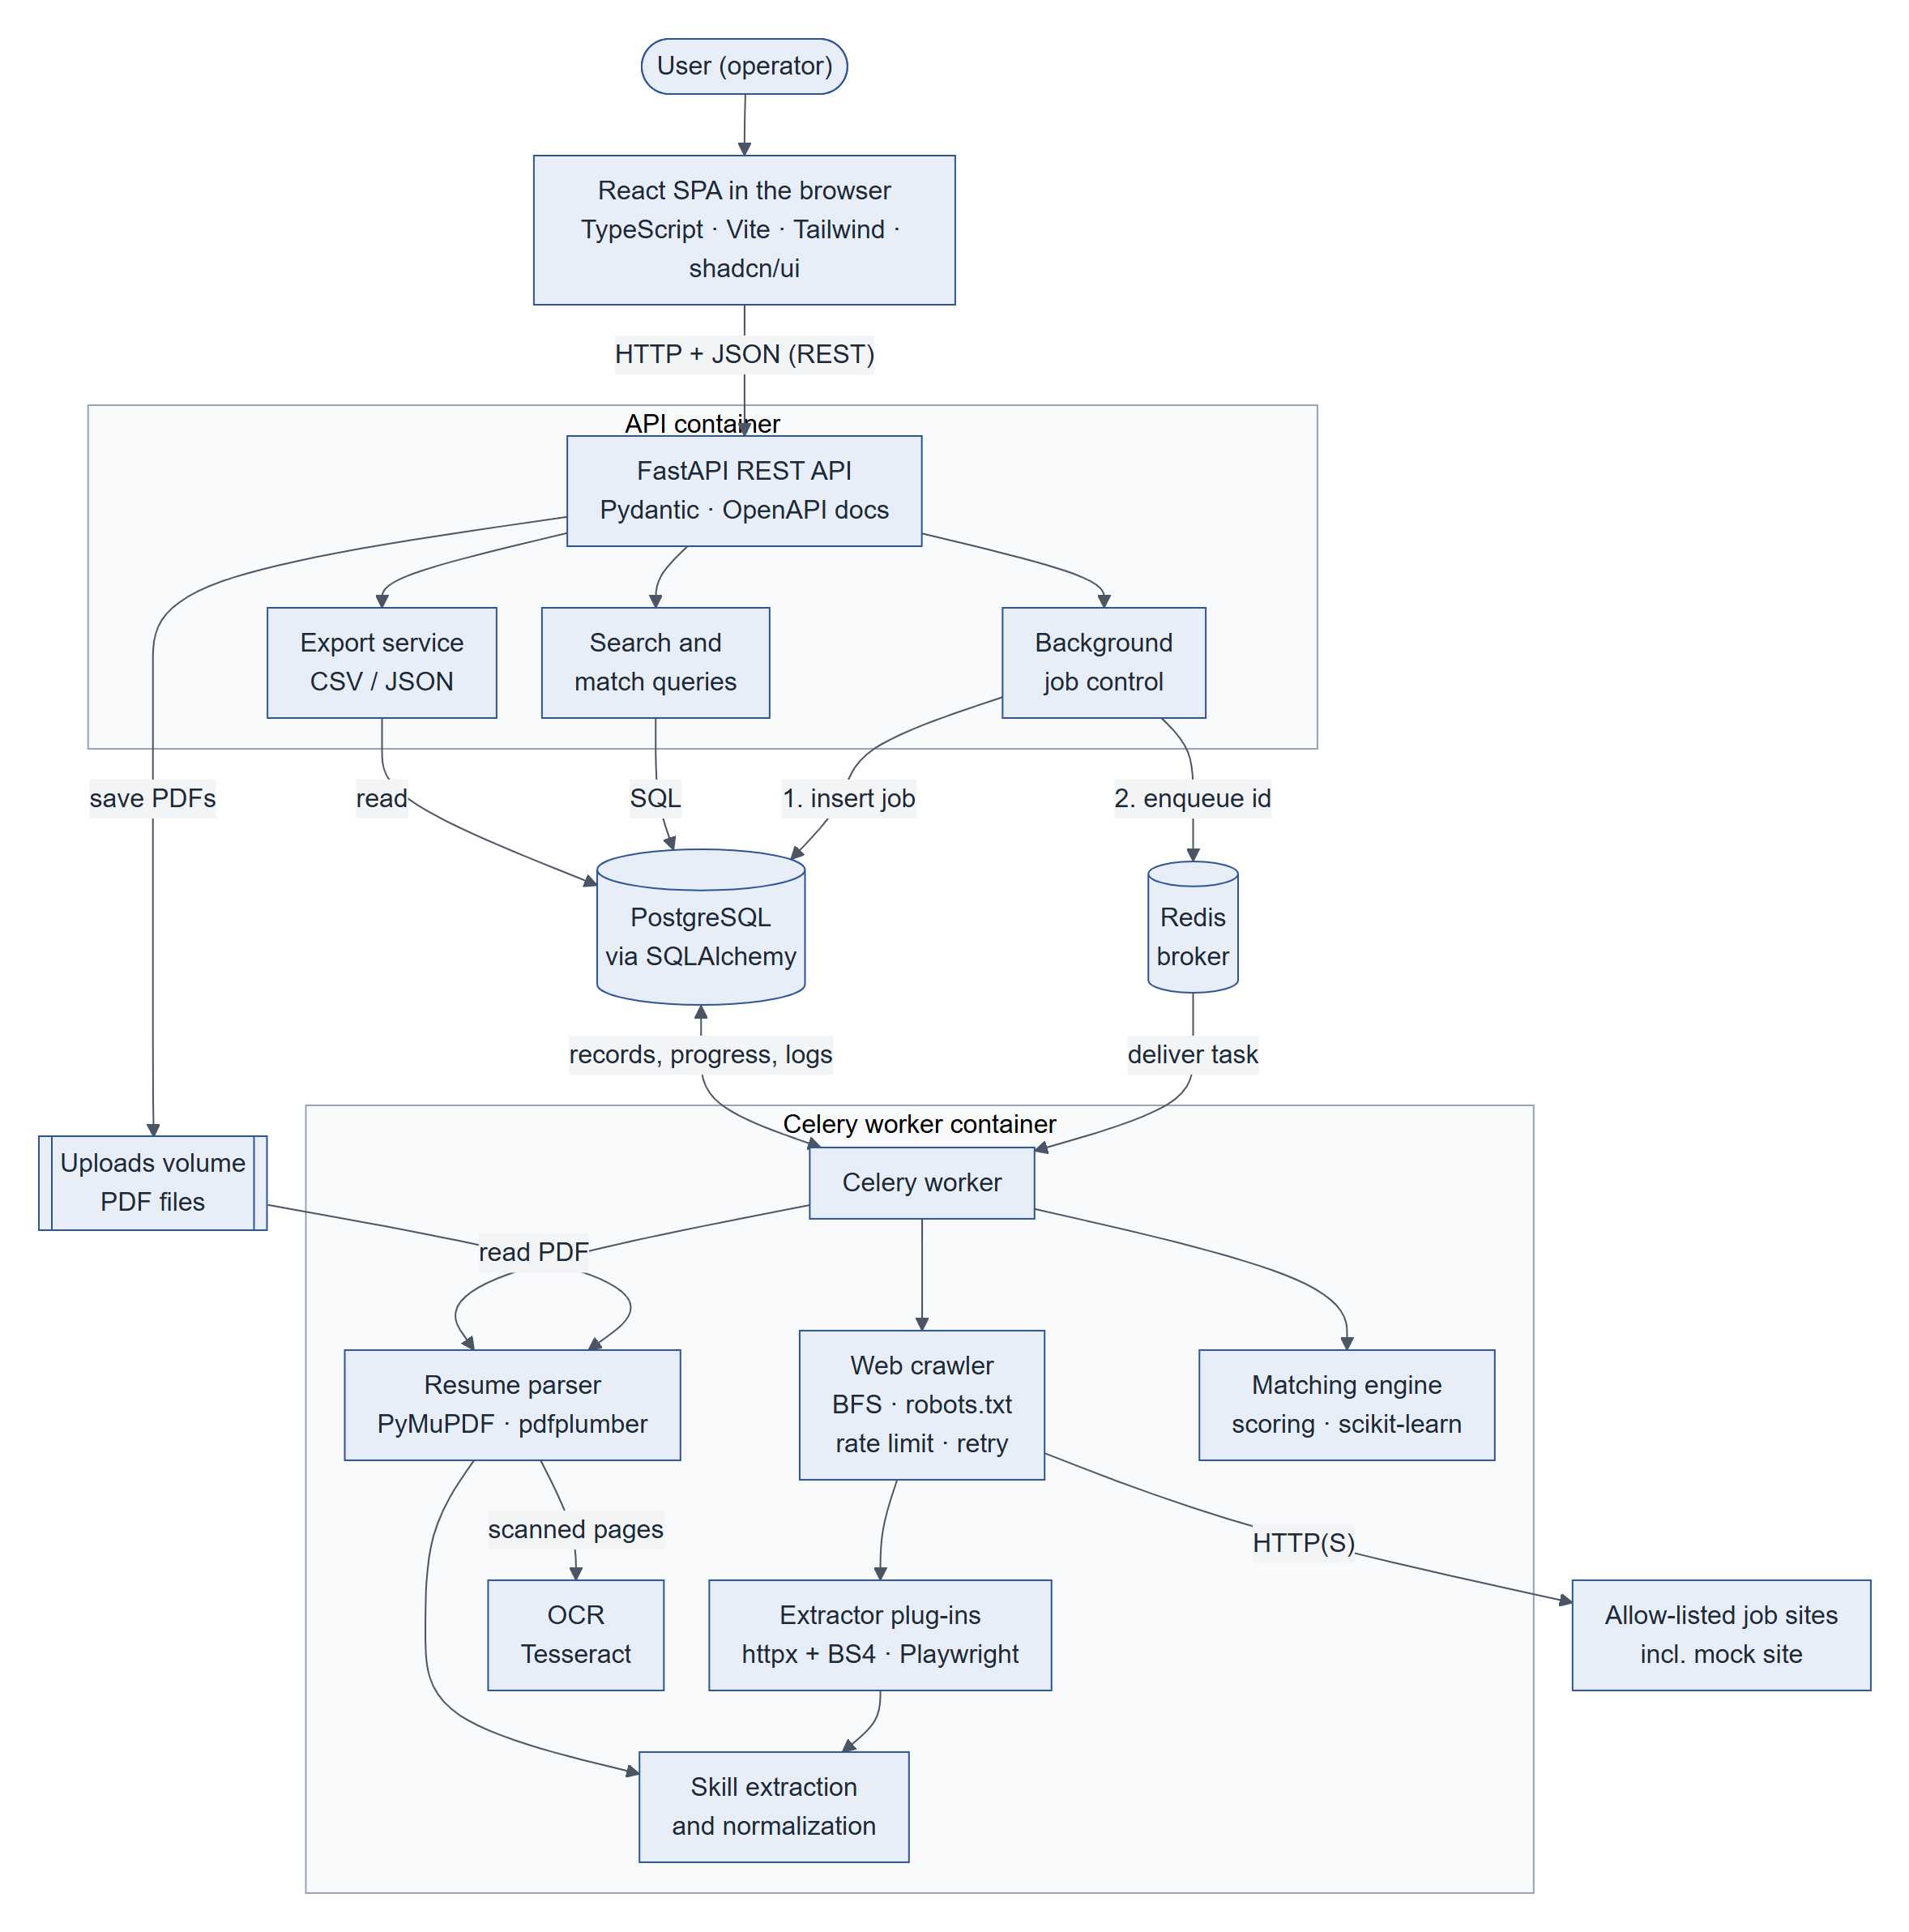 User (operator)
React SPA in the browser
TypeScript · Vite · Tailwind ·
shadcn/ui
HTTP + JSON (REST)
API container
FastAPI REST API
Pydantic · OpenAPI docs
Export service
CSV / JSON
Search and
match queries
Background
job control
save PDFs
read
SQL
1. insert job
2. enqueue id
PostgreSQL
via SQLAlchemy
Redis
broker
records, progress, logs
deliver task
Celery worker container
Uploads volume
PDF files
Celery worker
read PDF
Resume parser
PyMuPDF · pdfplumber
Web crawler
BFS · robots.txt
rate limit · retry
Matching engine
scoring · scikit-learn
scanned pages
HTTP(S)
OCR
Tesseract
Extractor plug-ins
httpx + BS4 · Playwright
Allow-listed job sites
incl. mock site
Skill extraction
and normalization